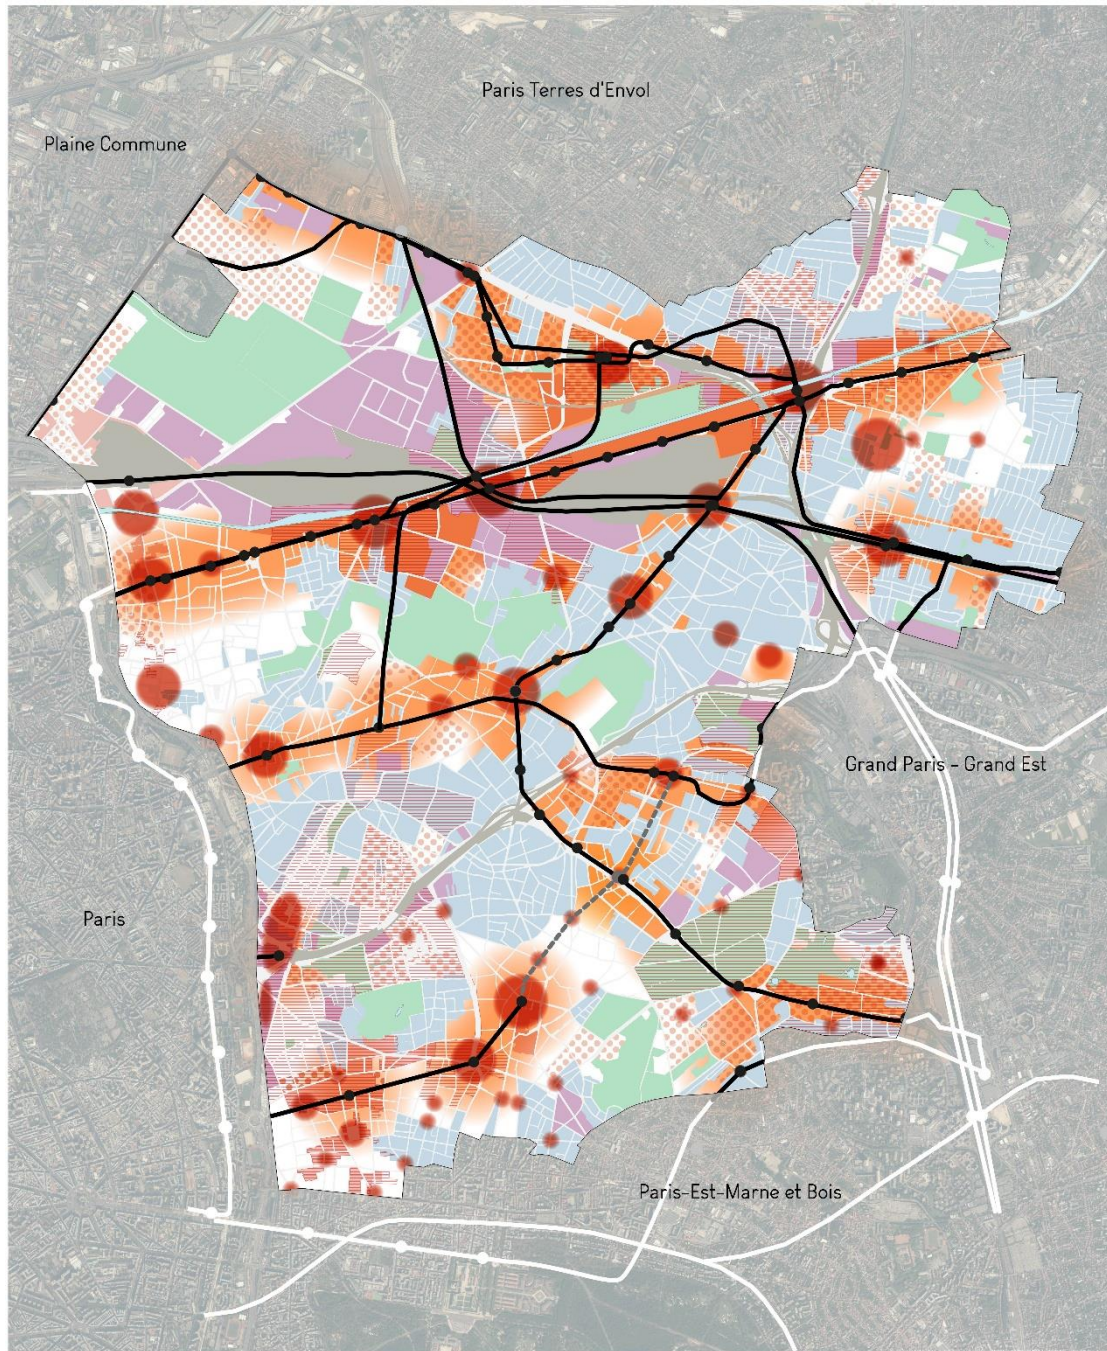 Paris Terres d'Envol
Plaine Commune
Grand Paris - Grand Est
Paris
Paris-Est-Marne et Bois